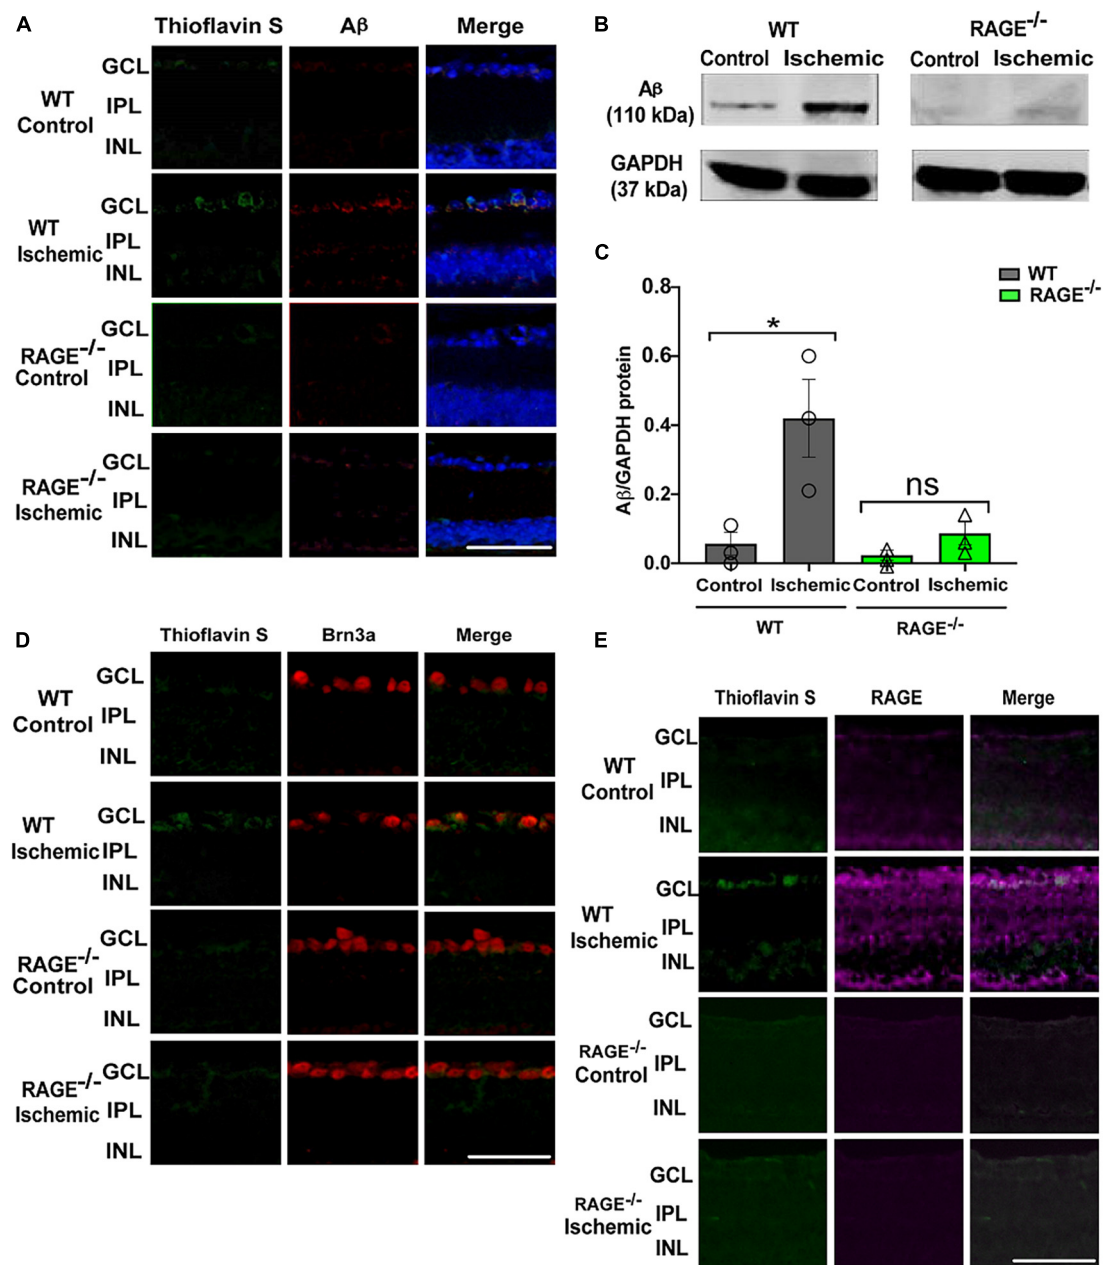 A
Thioflavin S Aβ Merge
WT
Control
GCL
IPL
INL
WT
Ischemic
GCL
IPL
INL
RAGE-/-
Control
GCL
IPL
INL
RAGE-/-
Ischemic
GCL
IPL
INL
B
WT RAGE-/-
Control Ischemic Control Ischemic
Aβ
(110 kDa)
GAPDH
(37 kDa)
C
Aβ/GAPDH protein
0.8
0.6
0.4
0.2
0.0
*
ns
WT
RAGE-/-
Control Ischemic Control Ischemic
WT RAGE-/-
D
Thioflavin S Brn3a Merge
WT
Control
GCL
IPL
INL
WT
Ischemic
GCL
IPL
INL
RAGE-/-
Control
GCL
IPL
INL
RAGE-/-
Ischemic
GCL
IPL
INL
E
Thioflavin S RAGE Merge
WT
Control
GCL
IPL
INL
WT
Ischemic
GCL
IPL
INL
RAGE-/-
Control
GCL
IPL
INL
RAGE-/-
Ischemic
GCL
IPL
INL